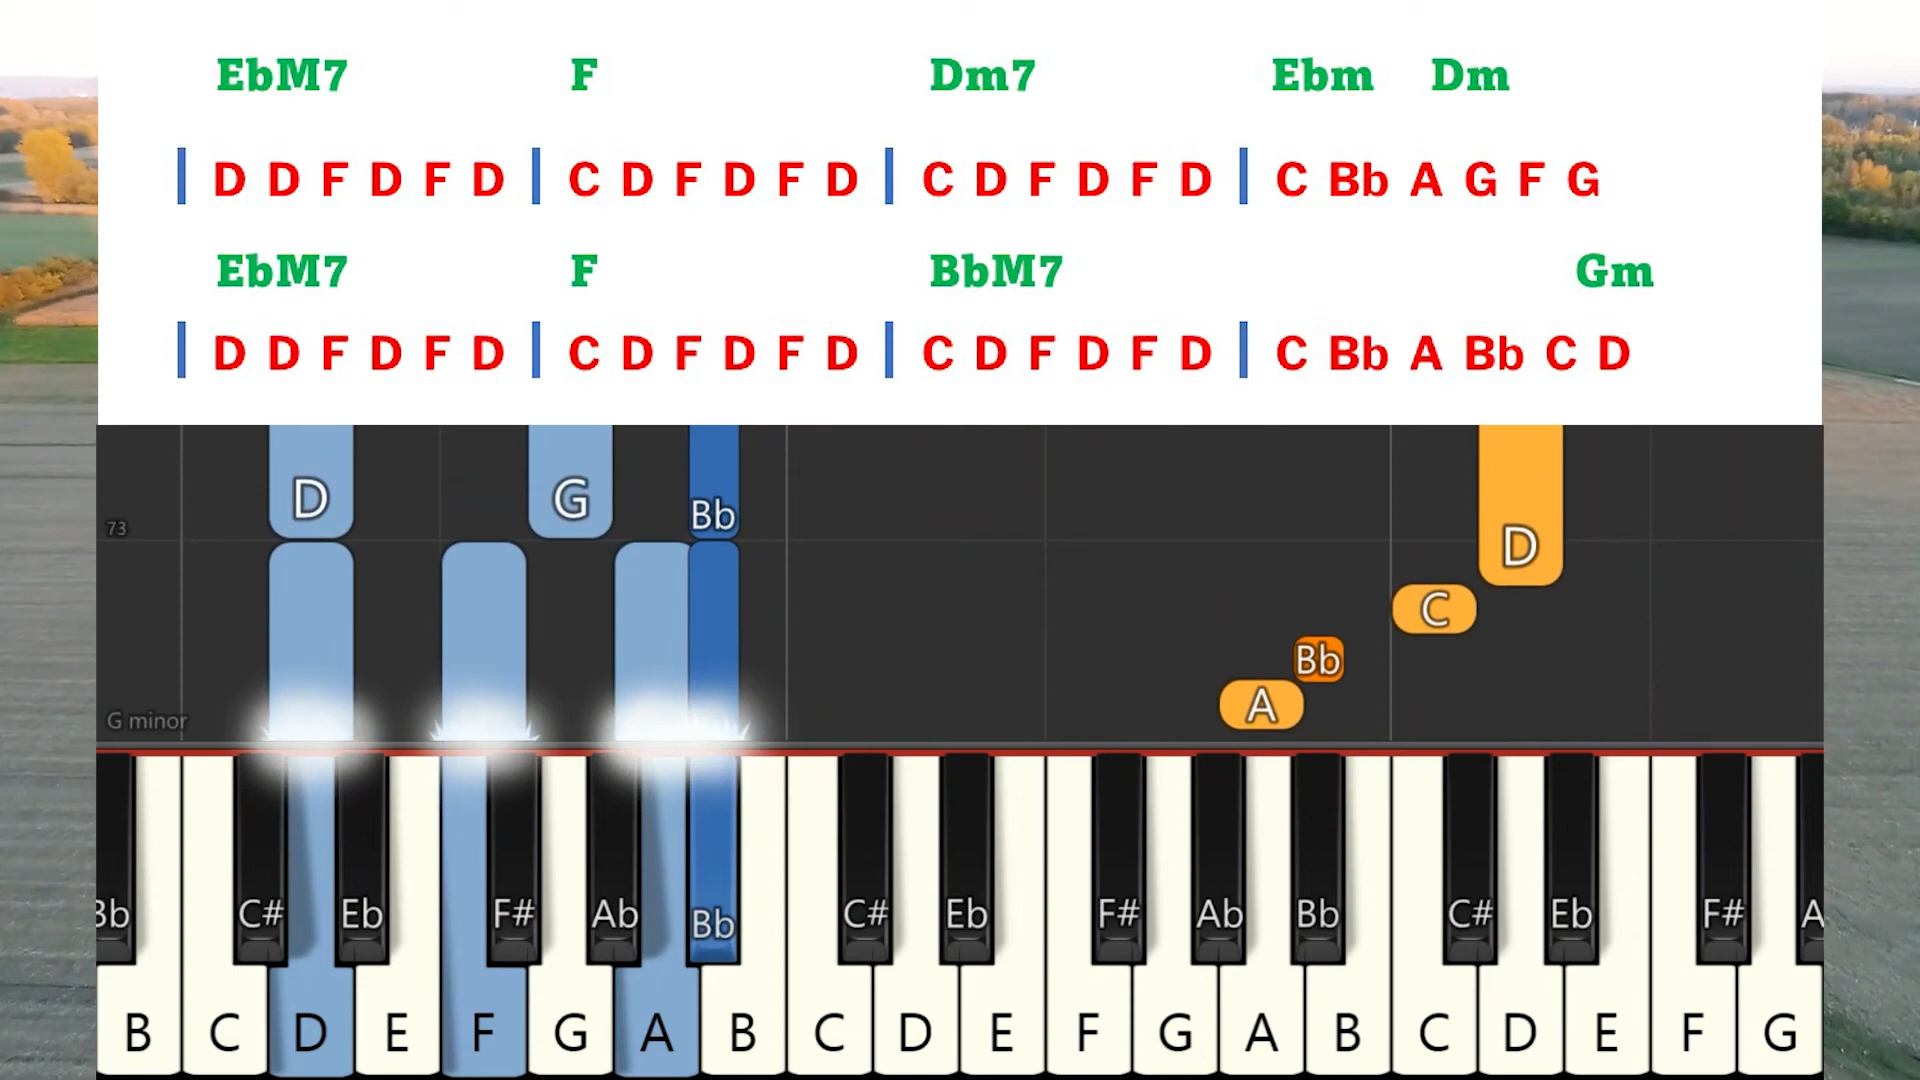 EbM7 F Dm7 Ebm Dm
D D F D F D C D F D F D C D F D F D C Bb A G F G
EbM7 F BbM7 Gm
D D F D F D C D F D F D C D F D F D C Bb A Bb C D
D G Bb D
73
C
Bb
A
G minor
Bb C# Eb F# Ab Bb C# Eb F# Ab Bb C# Eb F# A
B C D E F G A B C D E F G A B C D E F G